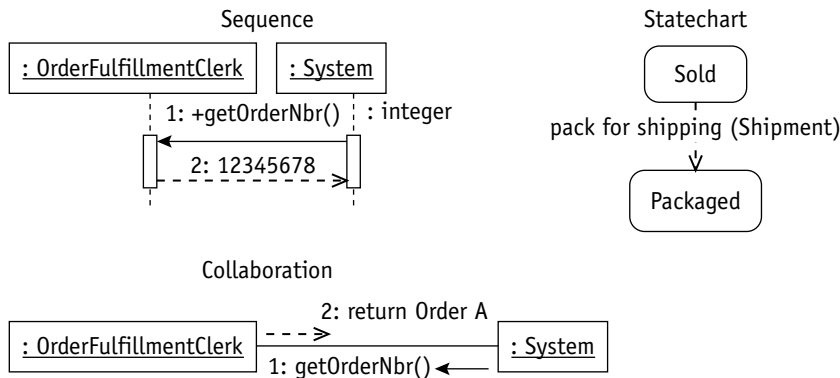 Sequence
Statechart
: OrderFulfillmentClerk
: System
Sold
1: +getOrderNbr() : integer
pack for shipping (Shipment)
2: 12345678
Packaged
Collaboration
2: return Order A
: OrderFulfillmentClerk
: System
1: getOrderNbr()